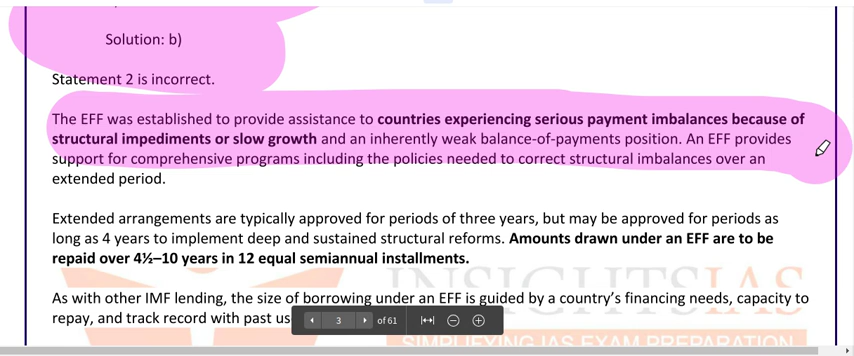 Solution: b)
Statement 2 is incorrect.
The EFF was established to provide assistance to countries experiencing serious payment imbalances because of
structural impediments or slow growth and an inherently weak balance-of-payments position. An EFF provides
support for comprehensive programs including the policies needed to correct structural imbalances over an
extended period.
Extended arrangements are typically approved for periods of three years, but may be approved for periods as
long as 4 years to implement deep and sustained structural reforms. Amounts drawn under an EFF are to be
repaid over 4½–10 years in 12 equal semiannual installments.
INSIGHTSIAS
As with other IMF lending, the size of borrowing under an EFF is guided by a country's financing needs, capacity to
repay, and track record with past us
3 of 61
SIMPLIFYING IAS EXAM PREPARATION